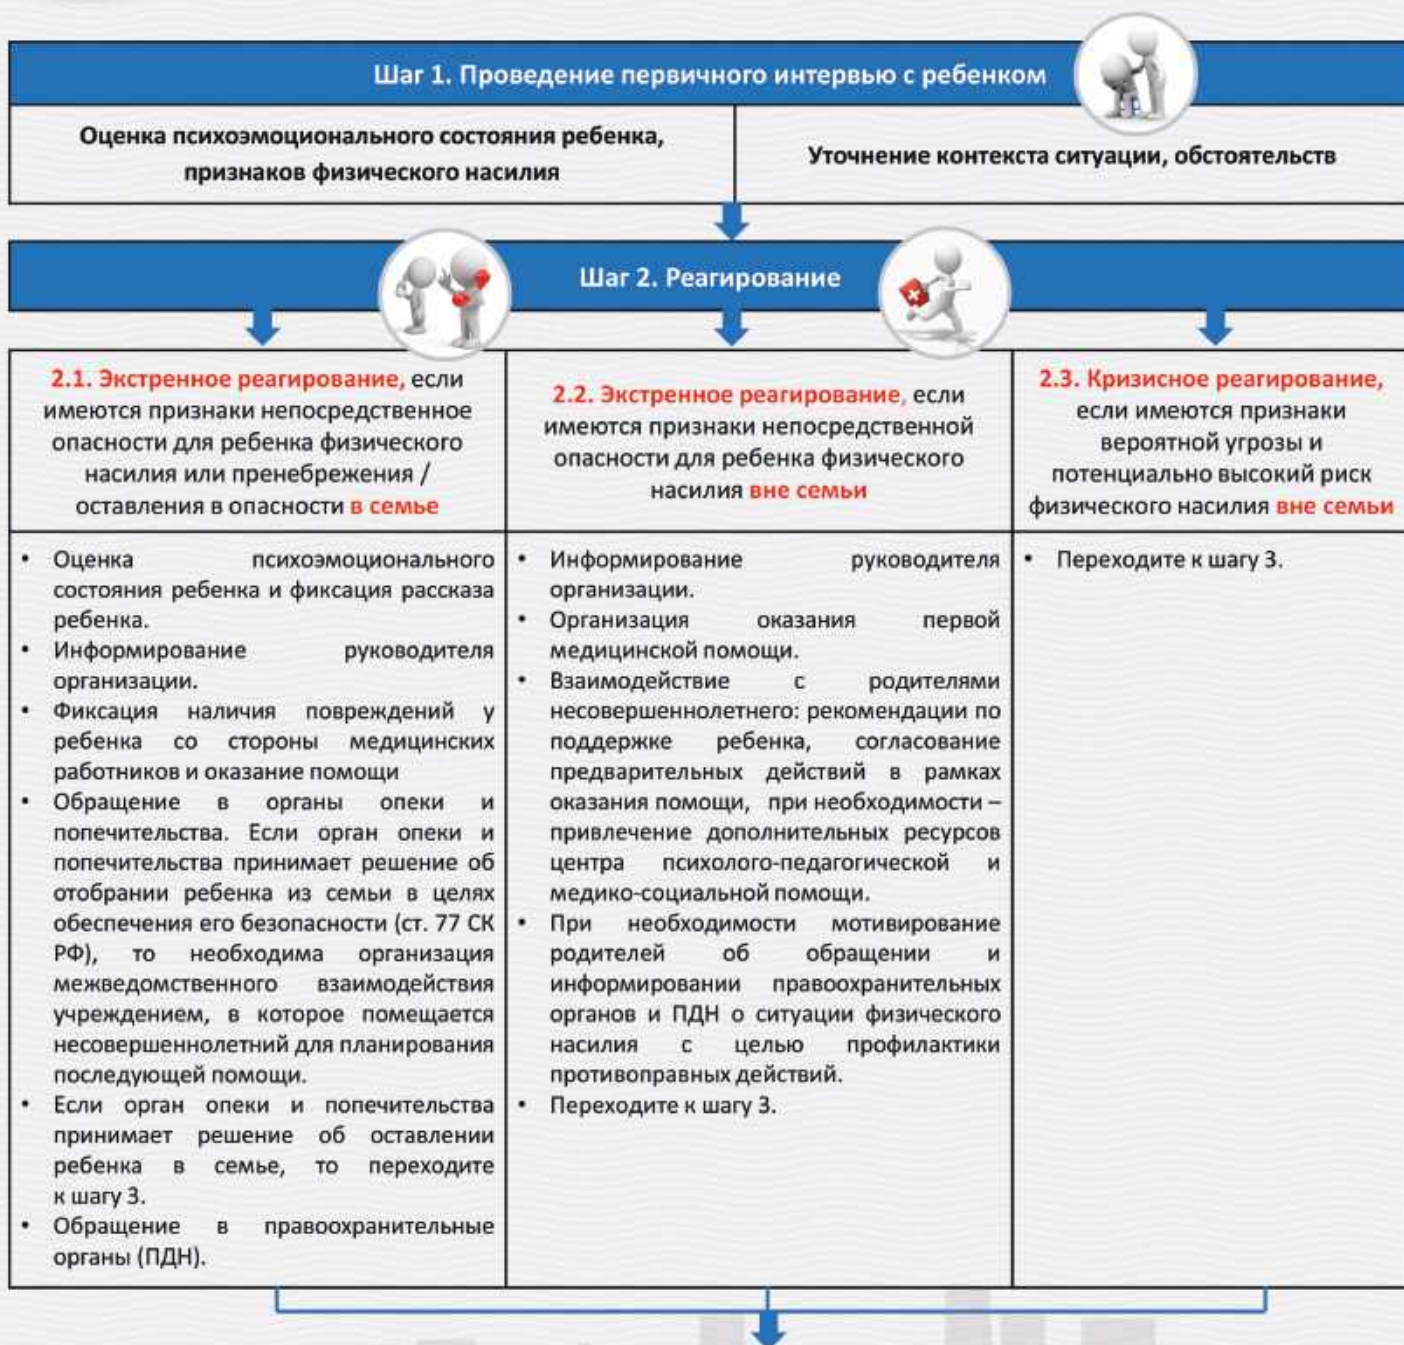 Шаг 1. Проведение первичного интервью с ребенком
Оценка психоэмоционального состояния ребенка,
признаков физического насилия
Уточнение контекста ситуации, обстоятельств
Шаг 2. Реагирование
2.1. Экстренное реагирование, если
имеются признаки непосредственное
опасности для ребенка физического
насилия или пренебрежения /
оставления в опасности в семье
• Оценка психоэмоционального
состояния ребенка и фиксация рассказа
ребенка.
• Информирование руководителя
организации.
• Фиксация наличия повреждений у
ребенка со стороны медицинских
работников и оказание помощи
• Обращение в органы опеки и
попечительства. Если орган опеки и
попечительства принимает решение об
отобрании ребенка из семьи в целях
обеспечения его безопасности (ст. 77 СК
РФ), то необходима организация
межведомственного взаимодействия
учреждением, в которое помещается
несовершеннолетний для планирования
последующей помощи.
• Если орган опеки и попечительства
принимает решение об оставлении
ребенка в семье, то переходите
к шагу 3.
• Обращение в правоохранительные
органы (ПДН).
2.2. Экстренное реагирование, если
имеются признаки непосредственной
опасности для ребенка физического
насилия вне семьи
• Информирование руководителя
организации.
• Организация оказания первой
медицинской помощи.
• Взаимодействие с родителями
несовершеннолетнего: рекомендации по
поддержке ребенка, согласование
предварительных действий в рамках
оказания помощи, при необходимости –
привлечение дополнительных ресурсов
центра психолого-педагогической и
медико-социальной помощи.
• При необходимости мотивирование
родителей об обращении и
информировании правоохранительных
органов и ПДН о ситуации физического
насилия с целью профилактики
противоправных действий.
• Переходите к шагу 3.
2.3. Кризисное реагирование,
если имеются признаки
вероятной угрозы и
потенциально высокий риск
физического насилия вне семьи
• Переходите к шагу 3.